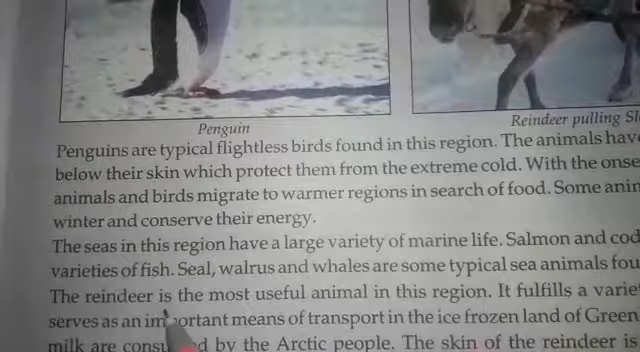 Penguin
Reindeer pulling Sl
Penguins are typical flightless birds found in this region. The animals hav
below their skin which protect them from the extreme cold. With the onse
animals and birds migrate to warmer regions in search of food. Some anim
winter and conserve their energy.
The seas in this region have a large variety of marine life. Salmon and cod
varieties of fish. Seal, walrus and whales are some typical sea animals fou
The reindeer is the most useful animal in this region. It fulfills a varie
serves as an important means of transport in the ice frozen land of Green
milk are consu d by the Arctic people. The skin of the reindeer is